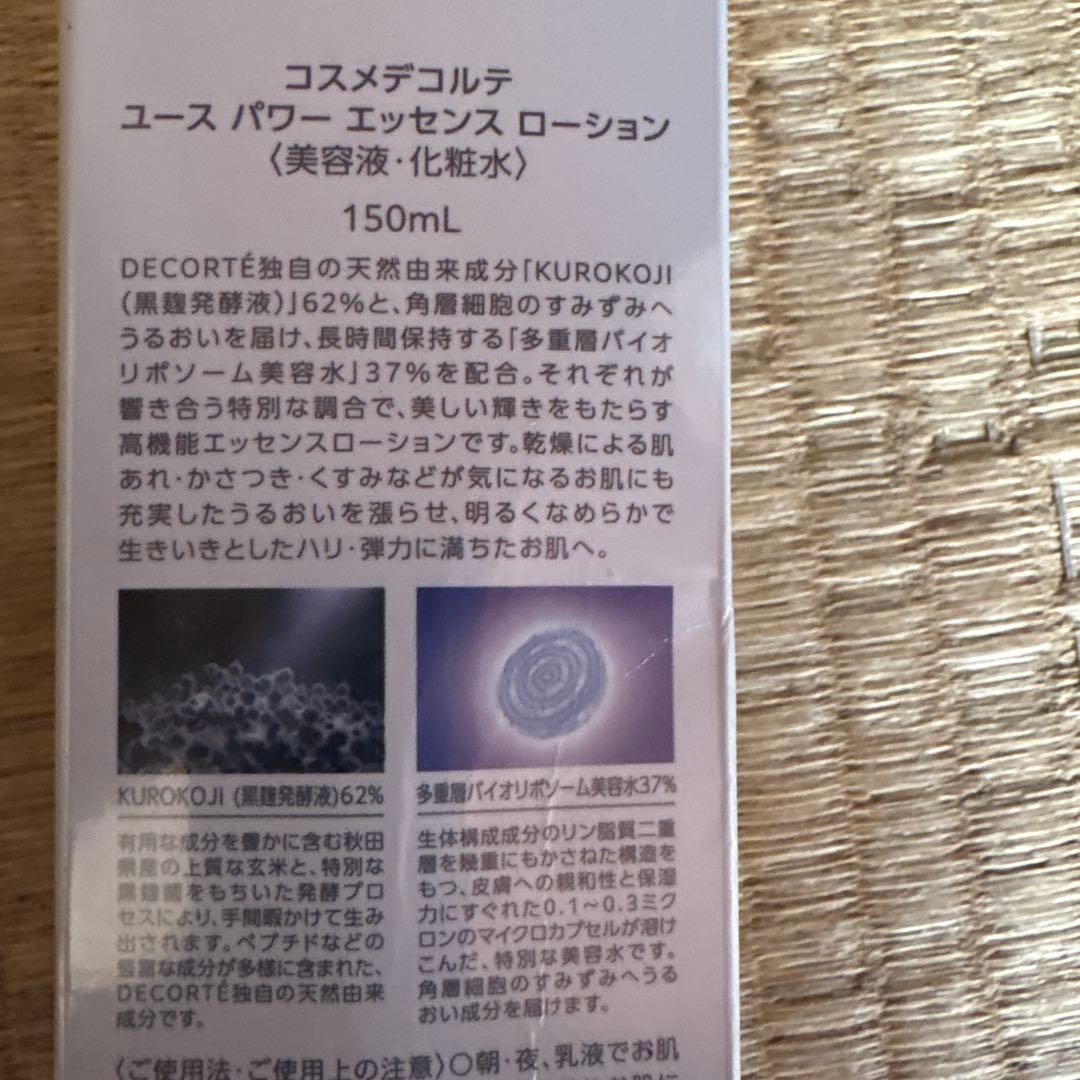 コスメデコルテ
ユース パワー エッセンス ローション
〈美容液・化粧水〉
150mL
DECORTÉ独自の天然由来成分「KUROKOJI
(黒麹発酵液)」62%と、角層細胞のすみずみへ
うるおいを届け、長時間保持する「多重層バイオ
リポソーム美容水」37%を配合。それぞれが
響き合う特別な調合で、美しい輝きをもたらす
高機能エッセンスローションです。乾燥による肌
あれ・かさつき・くすみなどが気になるお肌にも
充実したうるおいを漲らせ、明るくなめらかで
生きいきとしたハリ・弾力に満ちたお肌へ。
KUROKOJI (黒麹発酵液)62%
有用な成分を豊かに含む秋田
県産の上質な玄米と、特別な
黒麹菌をもちいた発酵プロ
セスにより、手間暇かけて生み
出されます。ペプチドなどの
豊富な成分が多様に含まれた、
DECORTÉ独自の天然由来
成分です。
多重層バイオリポソーム美容水37%
生体構成成分のリン脂質二重
層を幾重にもかさねた構造を
もつ、皮膚への親和性と保湿
力にすぐれた0.1〜0.3ミク
ロンのマイクロカプセルが溶け
こんだ、特別な美容水です。
角層細胞のすみずみへうる
おい成分を届けます。
〈ご使用法・ご使用上の注意〉○朝・夜、乳液でお肌